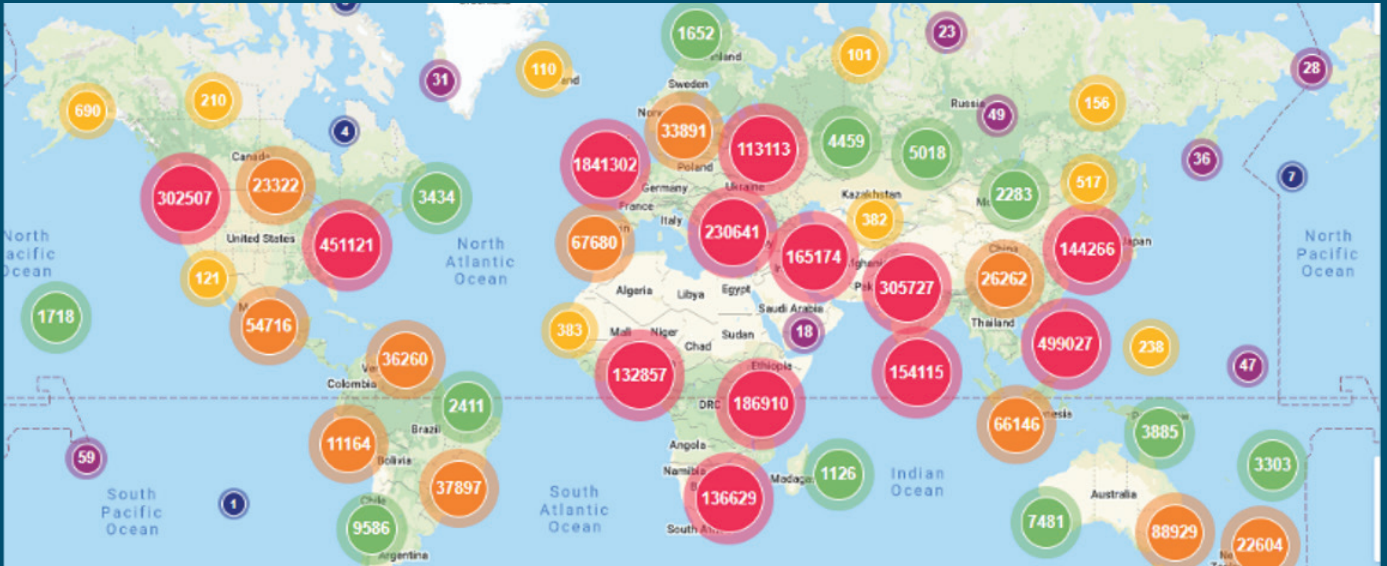 1652
23
101
110
31
28
690
210
156
Sweden
Russia
49
4
33891
113113
4459
5018
36
1841302
Poland
Canada
7
302507
23322
3434
Germany
Ukraine
Kazakhstan
2283
517
France
Italy
382
United States
451121
67680
230641
165174
China
144266
North
Atlantic
Ocean
North
Pacific
Ocean
121
305727
26262
Algeria
Libya
Egypt
Saudi Arabia
1718
54716
383
Mali
Niger
Sudan
18
Thailand
499027
238
Chad
36260
132857
Ethiopia
154115
47
Colombia
2411
DRC
186910
66146
Brazil
3885
11164
Angola
59
Bolivia
1126
Indian
Ocean
3303
37897
136629
Australia
South
Pacific
Ocean
1
South
Atlantic
Ocean
Chile
9586
7481
88929
22604
Argentina